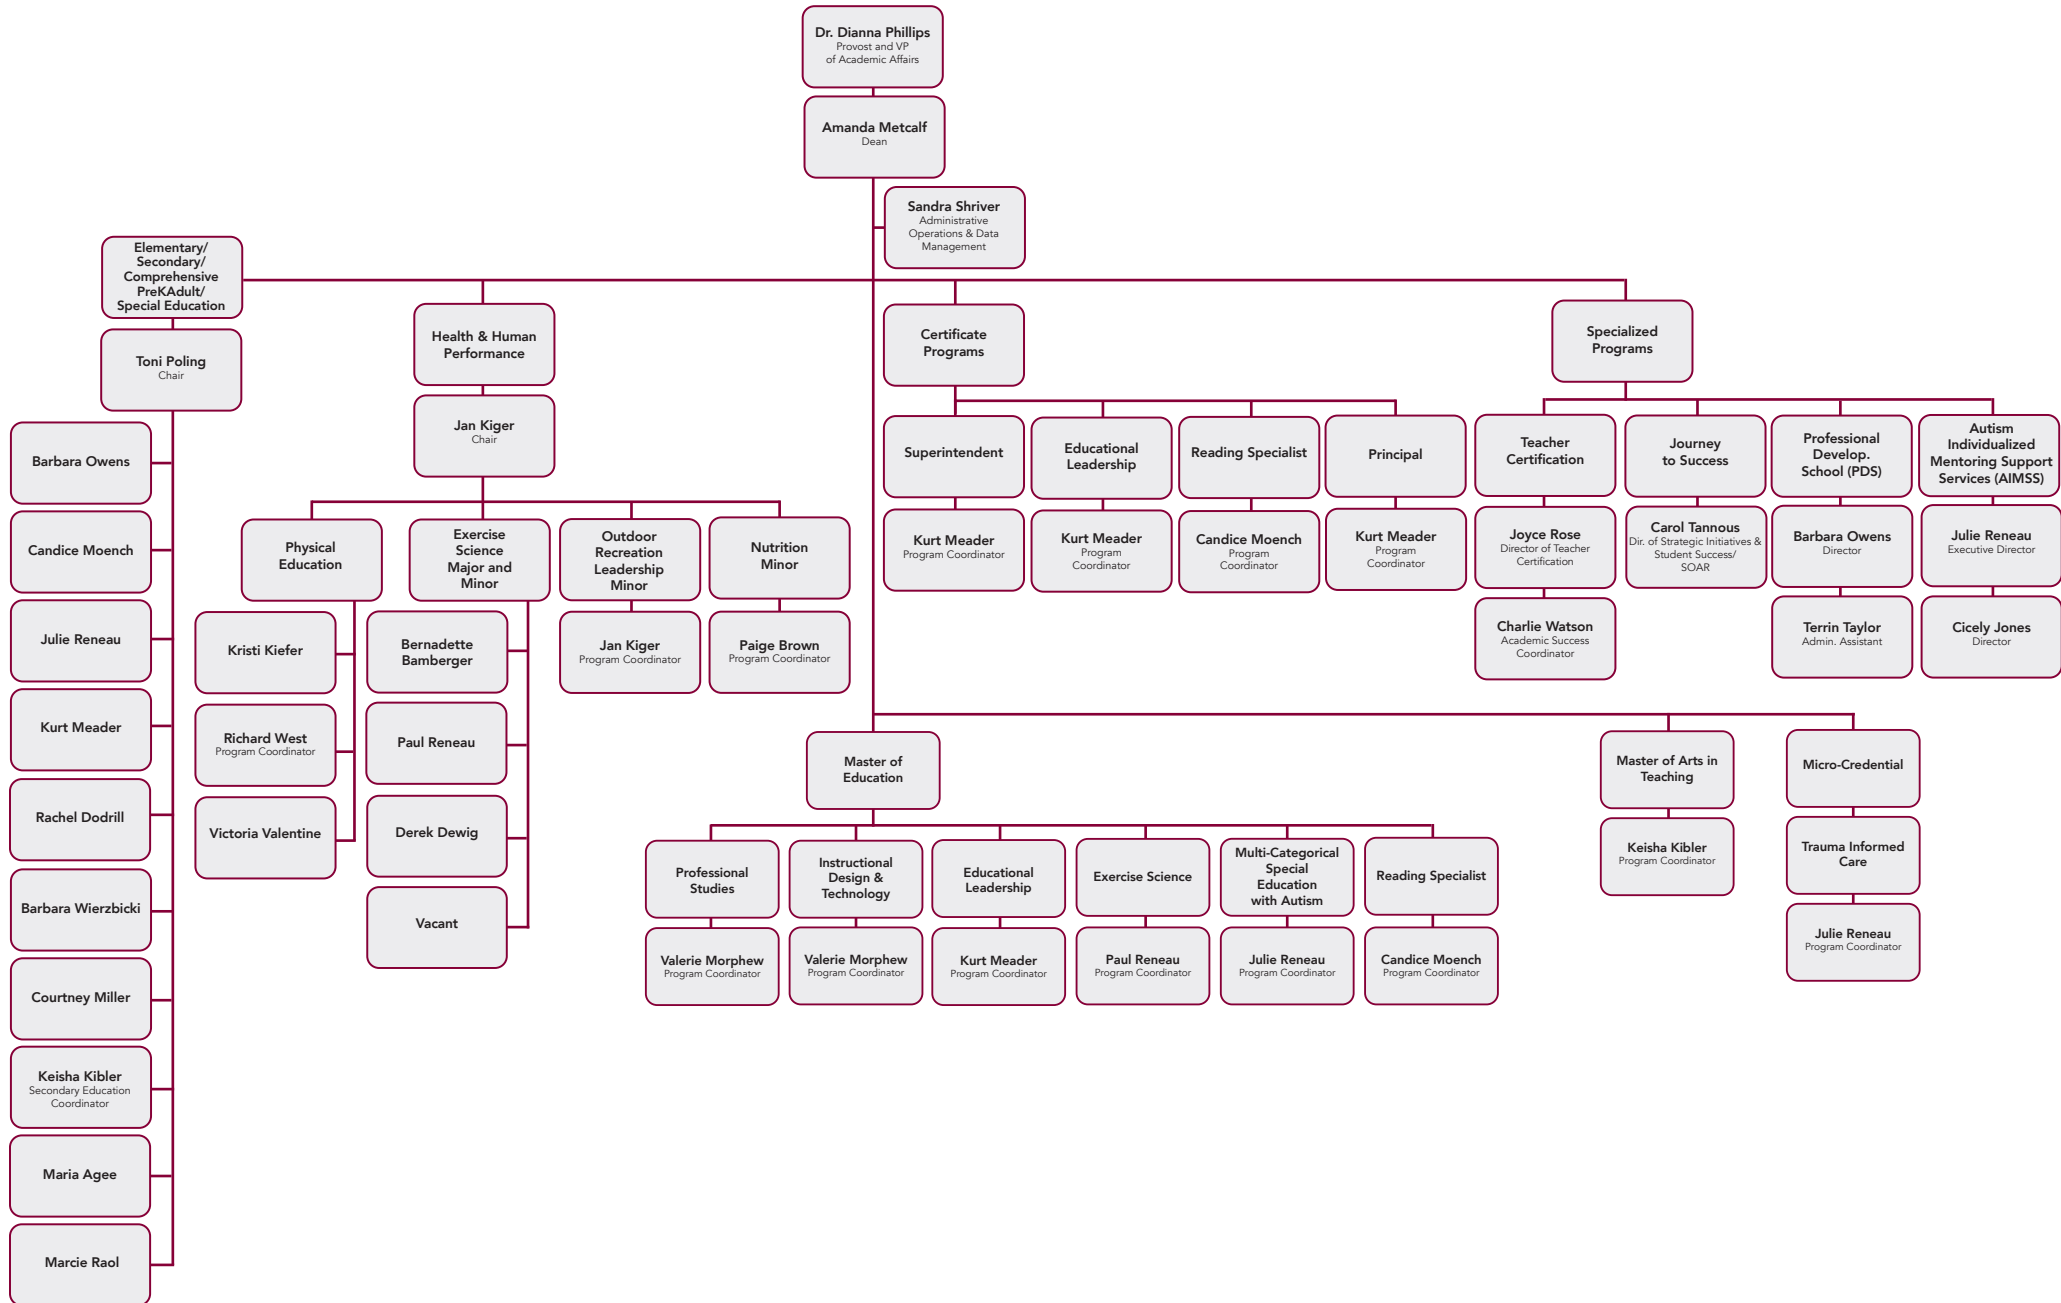 Dr. Dianna Phillips
Provost and VP
of Academic Affairs
Amanda Metcalf
Dean
Sandra Shriver
Administrative
Operations & Data
Management
Elementary/
Secondary/
Comprehensive
PreKAdult/
Special Education
Toni Poling
Chair
Barbara Owens
Candice Moench
Julie Reneau
Kurt Meader
Rachel Dodrill
Barbara Wierzbicki
Courtney Miller
Keisha Kibler
Secondary Education
Coordinator
Maria Agee
Marcie Raol
Health & Human
Performance
Jan Kiger
Chair
Physical
Education
Kristi Kiefer
Richard West
Program Coordinator
Victoria Valentine
Exercise
Science
Major and
Minor
Bernadette
Bamberger
Paul Reneau
Derek Dewig
Vacant
Outdoor
Recreation
Leadership
Minor
Jan Kiger
Program Coordinator
Nutrition
Minor
Paige Brown
Program Coordinator
Certificate
Programs
Superintendent
Kurt Meader
Program Coordinator
Educational
Leadership
Kurt Meader
Program
Coordinator
Reading Specialist
Candice Moench
Program
Coordinator
Principal
Kurt Meader
Program
Coordinator
Specialized
Programs
Teacher
Certification
Joyce Rose
Director of Teacher
Certification
Charlie Watson
Academic Success
Coordinator
Journey
to Success
Carol Tannous
Dir. of Strategic Initiatives &
Student Success/
SOAR
Professional
Develop.
School (PDS)
Barbara Owens
Director
Terrin Taylor
Admin. Assistant
Autism
Individualized
Mentoring Support
Services (AIMSS)
Julie Reneau
Executive Director
Cicely Jones
Director
Master of
Education
Professional
Studies
Valerie Morphew
Program Coordinator
Instructional
Design &
Technology
Valerie Morphew
Program Coordinator
Educational
Leadership
Kurt Meader
Program Coordinator
Exercise Science
Paul Reneau
Program Coordinator
Multi-Categorical
Special
Education
with Autism
Julie Reneau
Program Coordinator
Reading Specialist
Candice Moench
Program Coordinator
Master of Arts in
Teaching
Keisha Kibler
Program Coordinator
Micro-Credential
Trauma Informed
Care
Julie Reneau
Program Coordinator